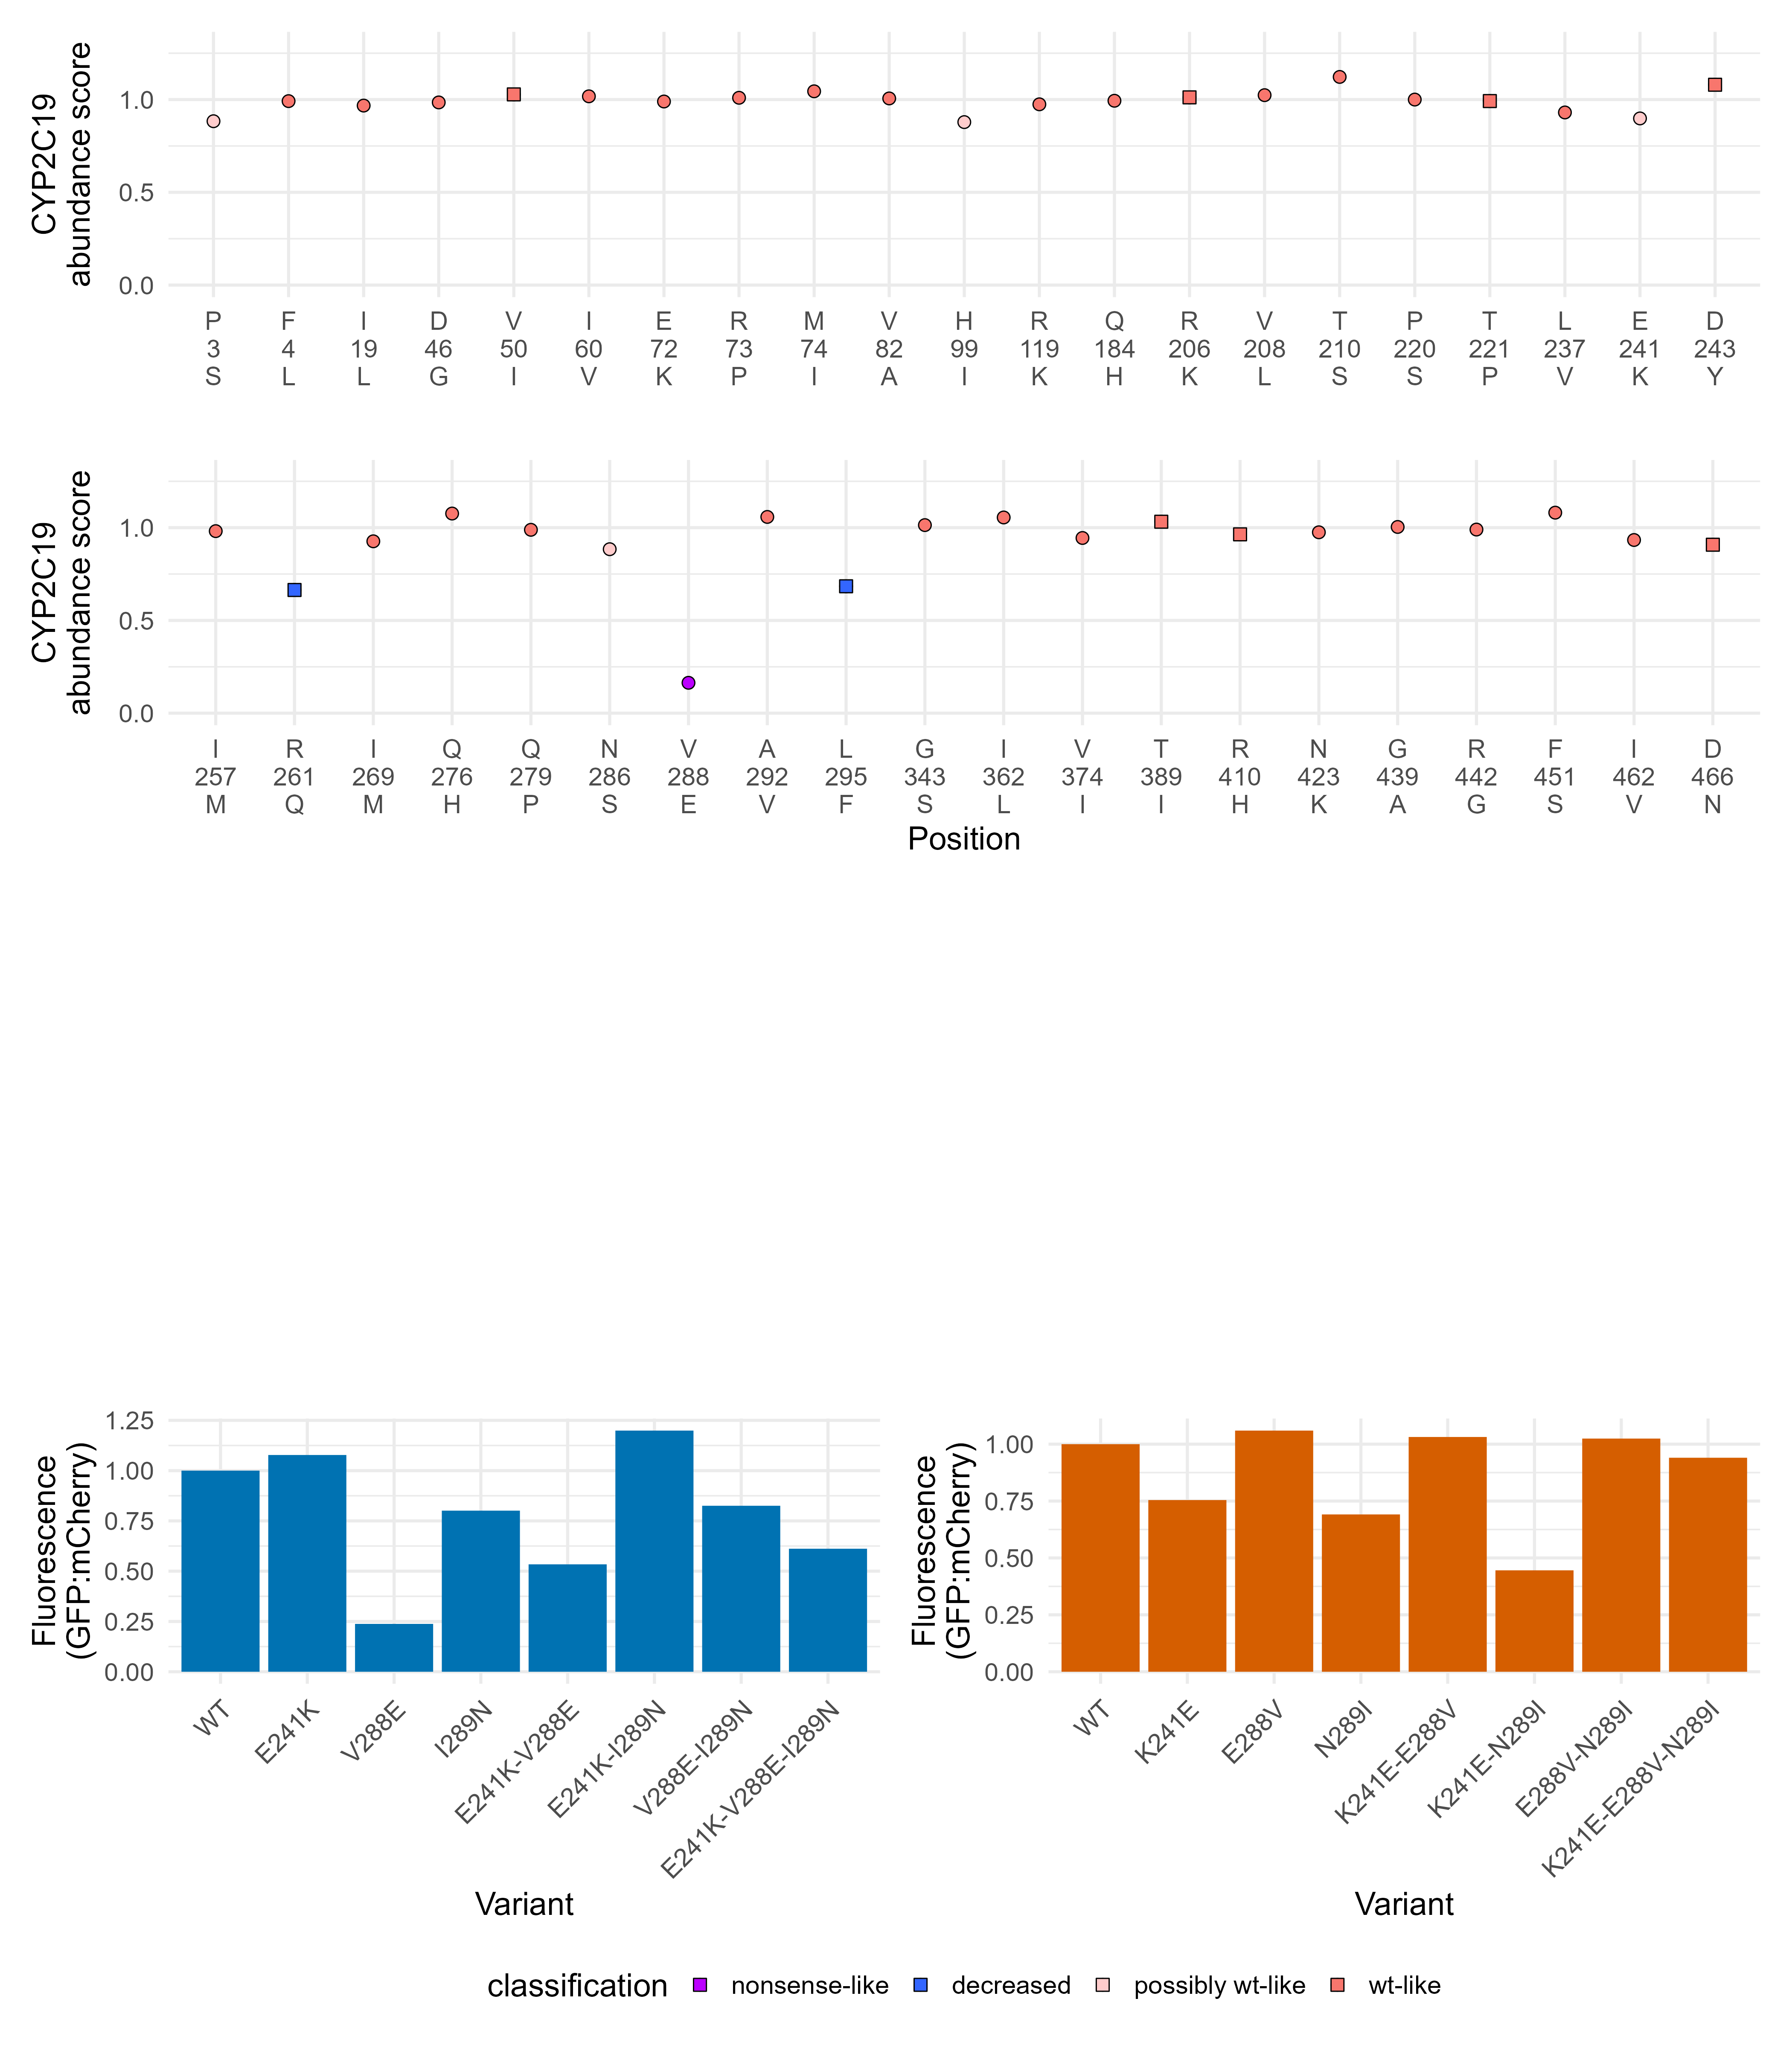 CYP2C19
abundance score
1.0
0.5
0.0
P F I D V I E R M V H R Q R V T P T L E D
3 4 19 46 50 60 72 73 74 82 99 119 184 206 208 210 220 221 237 241 243
S L L G I V K P I A I K H K L S S P V K Y
CYP2C19
abundance score
1.0
0.5
0.0
I R I Q Q N V A L G I V T R N G R F I D
257 261 269 276 279 286 288 292 295 343 362 374 389 410 423 439 442 451 462 466
M Q M H P S E V F S L I I H K A G S V N
Position
Fluorescence
(GFP:mCherry)
1.25
1.00
0.75
0.50
0.25
0.00
WT
E241K
V288E
I289N
E241K-V288E
E241K-I289N
V288E-I289N
E241K-V288E-I289N
Variant
Fluorescence
(GFP:mCherry)
1.00
0.75
0.50
0.25
0.00
WT
K241E
E288V
N289I
K241E-E288V
K241E-N289I
E288V-N289I
K241E-E288V-N289I
Variant
classification nonsense-like decreased possibly wt-like wt-like